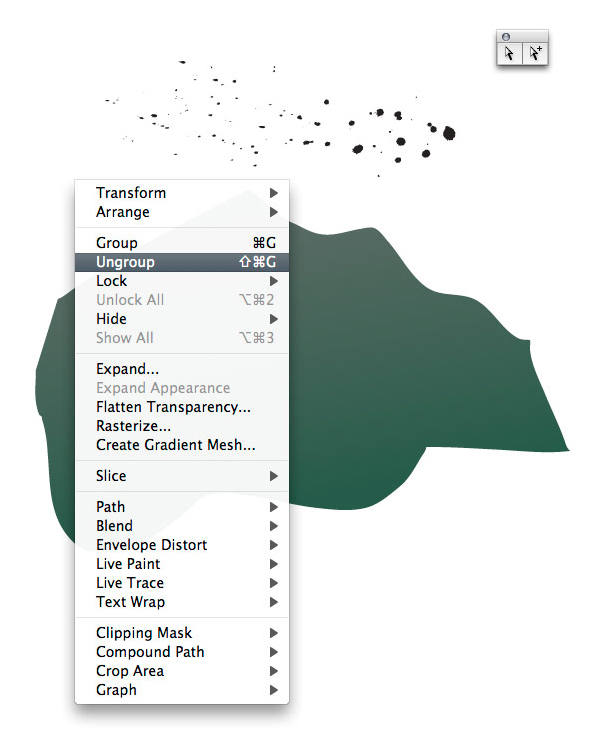 Transform
Arrange
Group ⌘G
Ungroup ⇧⌘G
Lock
Unlock All ⌥⌘2
Hide
Show All ⌥⌘3
Expand...
Expand Appearance
Flatten Transparency...
Rasterize...
Create Gradient Mesh...
Slice
Path
Blend
Envelope Distort
Live Paint
Live Trace
Text Wrap
Clipping Mask
Compound Path
Crop Area
Graph